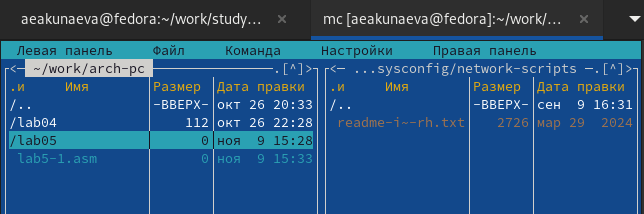 aeakunaeva@fedora:~/work/study... × mc [aeakunaeva@fedora]:~/work/... ×
Левая панель Файл Команда Настройки Правая панель
<— ~/work/arch-pc .[^]> <— ...sysconfig/network-scripts —.[^]>
.и Имя Размер Дата правки .и Имя Размер Дата правки
/.. -ВВЕРХ- окт 26 20:33 /.. -ВВЕРХ- сен 9 16:31
/lab04 112 окт 26 22:28 readme-i~-rh.txt 2726 мар 29 2024
/lab05 0 ноя 9 15:28
lab5-1.asm 0 ноя 9 15:33